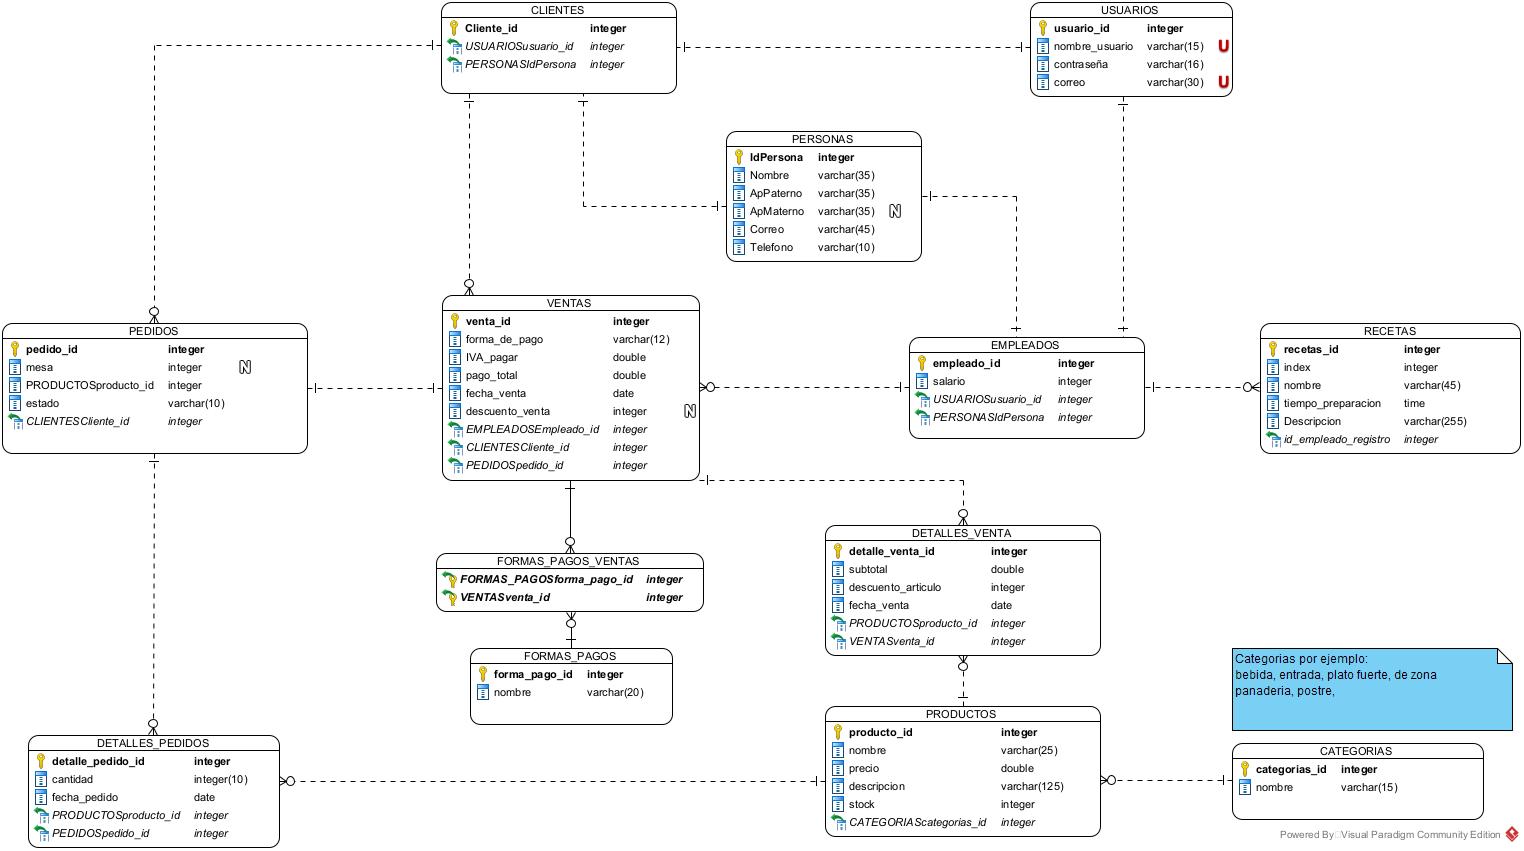 CLIENTES
Cliente_id integer
USUARIOSusuario_id integer
PERSONASIdPersona integer
USUARIOS
usuario_id integer
nombre_usuario varchar(15) U
contraseña varchar(16)
correo varchar(30) U
PERSONAS
IdPersona integer
Nombre varchar(35)
ApPaterno varchar(35)
ApMaterno varchar(35) N
Correo varchar(45)
Telefono varchar(10)
PEDIDOS
pedido_id integer
mesa integer N
PRODUCTOSproducto_id integer
estado varchar(10)
CLIENTESCliente_id integer
VENTAS
venta_id integer
forma_de_pago varchar(12)
IVA_pagar double
pago_total double
fecha_venta date
descuento_venta integer N
EMPLEADOSEmpleado_id integer
CLIENTESCliente_id integer
PEDIDOSpedido_id integer
EMPLEADOS
empleado_id integer
salario integer
USUARIOSusuario_id integer
PERSONASIdPersona integer
RECETAS
recetas_id integer
index integer
nombre varchar(45)
tiempo_preparacion time
Descripcion varchar(255)
id_empleado_registro integer
FORMAS_PAGOS_VENTAS
FORMAS_PAGOSforma_pago_id integer
VENTASventa_id integer
DETALLES_VENTA
detalle_venta_id integer
subtotal double
descuento_articulo integer
fecha_venta date
PRODUCTOSproducto_id integer
VENTASventa_id integer
FORMAS_PAGOS
forma_pago_id integer
nombre varchar(20)
Categorias por ejemplo:
bebida, entrada, plato fuerte, de zona
panaderia, postre,
DETALLES_PEDIDOS
detalle_pedido_id integer
cantidad integer(10)
fecha_pedido date
PRODUCTOSproducto_id integer
PEDIDOSpedido_id integer
PRODUCTOS
producto_id integer
nombre varchar(25)
precio double
descripcion varchar(125)
stock integer
CATEGORIAScategorias_id integer
CATEGORIAS
categorias_id integer
nombre varchar(15)
Powered By Visual Paradigm Community Edition